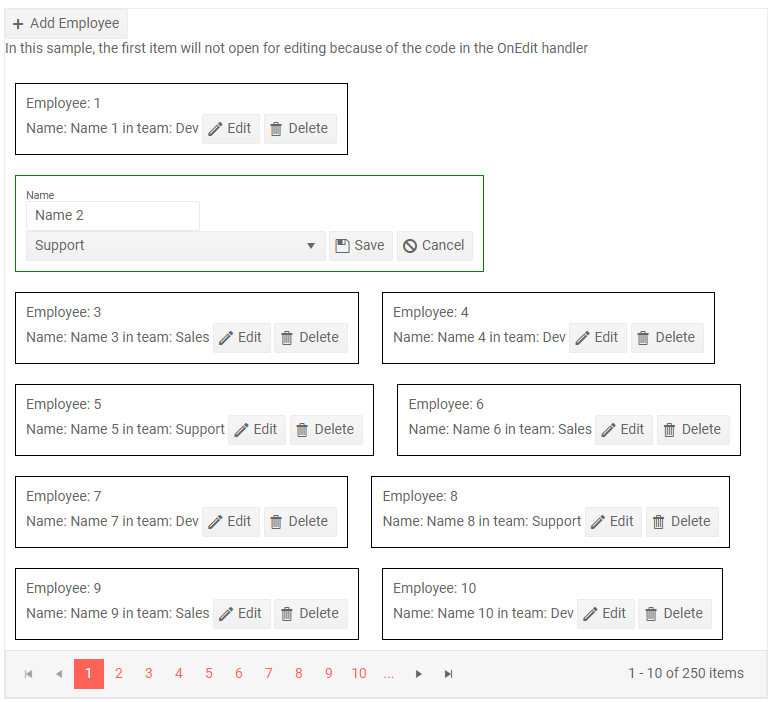 Add Employee
In this sample, the first item will not open for editing because of the code in the OnEdit handler
Employee: 1
Name: Name 1 in team: Dev Edit Delete
Name
Name 2
Support Save Cancel
Employee: 3
Name: Name 3 in team: Sales Edit Delete
Employee: 4
Name: Name 4 in team: Dev Edit Delete
Employee: 5
Name: Name 5 in team: Support Edit Delete
Employee: 6
Name: Name 6 in team: Sales Edit Delete
Employee: 7
Name: Name 7 in team: Dev Edit Delete
Employee: 8
Name: Name 8 in team: Support Edit Delete
Employee: 9
Name: Name 9 in team: Sales Edit Delete
Employee: 10
Name: Name 10 in team: Dev Edit Delete
1 2 3 4 5 6 7 8 9 10 ... 1 - 10 of 250 items